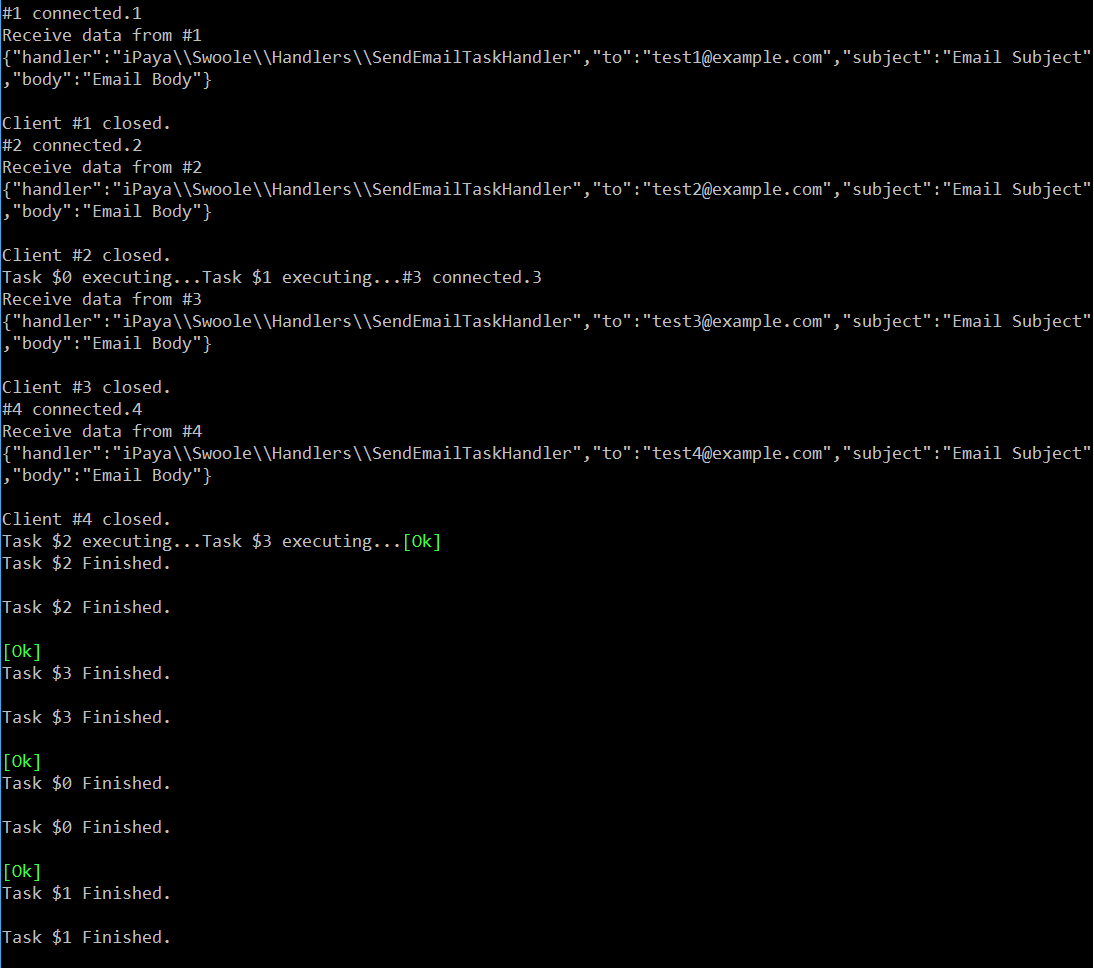 #1 connected.1
Receive data from #1
{"handler":"iPaya\\Swoole\\Handlers\\SendEmailTaskHandler","to":"test1@example.com","subject":"Email Subject"
,"body":"Email Body"}
Client #1 closed.
#2 connected.2
Receive data from #2
{"handler":"iPaya\\Swoole\\Handlers\\SendEmailTaskHandler","to":"test2@example.com","subject":"Email Subject"
,"body":"Email Body"}
Client #2 closed.
Task $0 executing...Task $1 executing...#3 connected.3
Receive data from #3
{"handler":"iPaya\\Swoole\\Handlers\\SendEmailTaskHandler","to":"test3@example.com","subject":"Email Subject"
,"body":"Email Body"}
Client #3 closed.
#4 connected.4
Receive data from #4
{"handler":"iPaya\\Swoole\\Handlers\\SendEmailTaskHandler","to":"test4@example.com","subject":"Email Subject"
,"body":"Email Body"}
Client #4 closed.
Task $2 executing...Task $3 executing...[Ok]
Task $2 Finished.
Task $2 Finished.
[Ok]
Task $3 Finished.
Task $3 Finished.
[Ok]
Task $0 Finished.
Task $0 Finished.
[Ok]
Task $1 Finished.
Task $1 Finished.